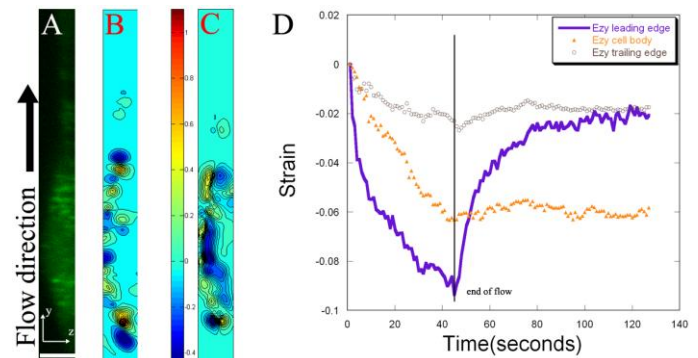 A
B
C
D
Flow direction
y
z
1
0.8
0.6
0.4
0.2
0
-0.2
-0.4
Ezy leading edge
Ezy cell body
Ezy trailing edge
0
-0.02
-0.04
-0.06
-0.08
-0.1
Strain
end of flow
0
20
40
60
80
100
120
140
Time(seconds)